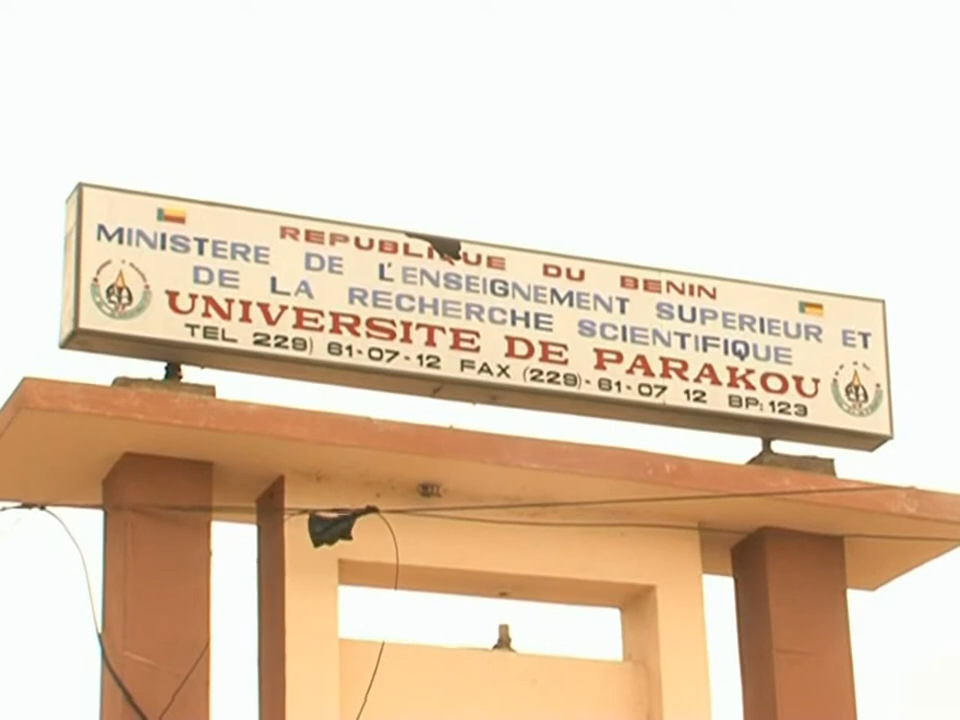 REPUBLIQUE DU BENIN
MINISTERE DE L'ENSEIGNEMENT SUPERIEUR ET
DE LA RECHERCHE SCIENTIFIQUE
UNIVERSITE DE PARAKOU
TEL 229) 61-07-12 FAX (229)-61-07 12 BP:123